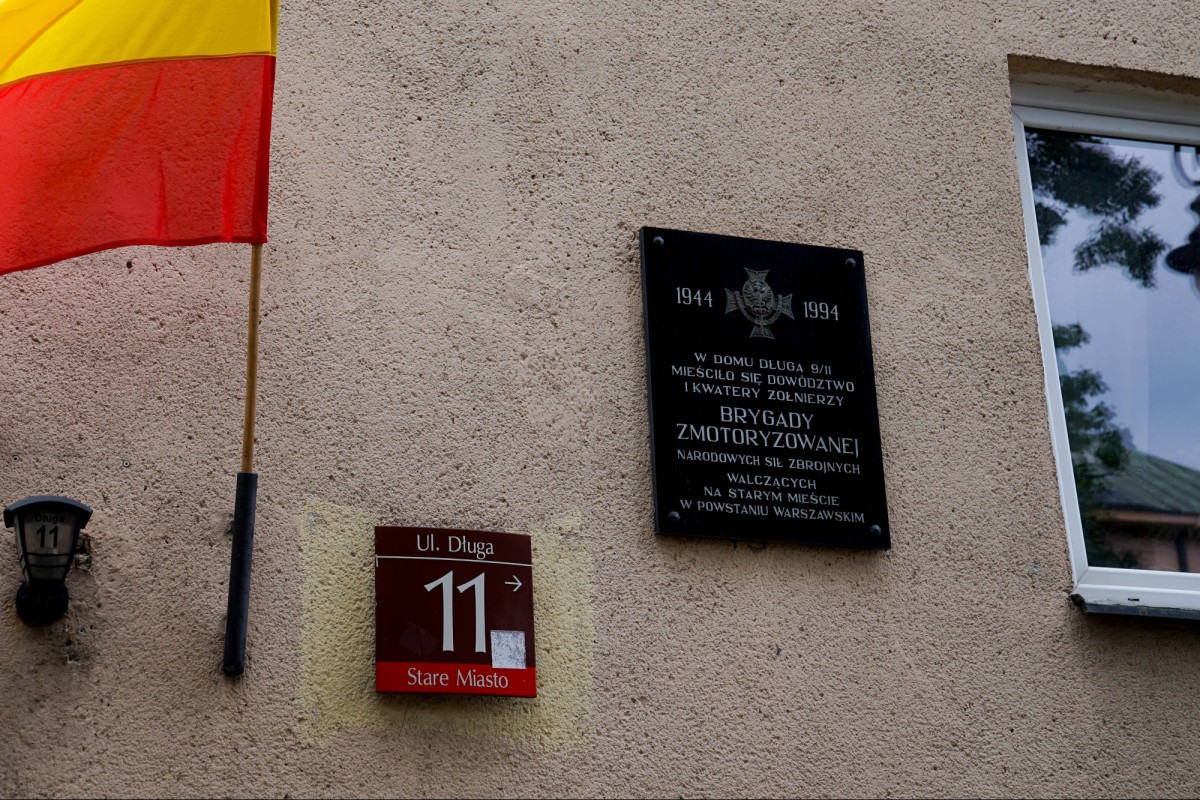 Długa
11
Ul. Długa
11 →
Stare Miasto
1944 1994
W DOMU DŁUGA 9/11
MIEŚCIŁO SIĘ DOWÓDZTWO
I KWATERY ŻOŁNIERZY
BRYGADY
ZMOTORYZOWANEJ
NARODOWYCH SIŁ ZBROJNYCH
WALCZĄCYCH
NA STARYM MIEŚCIE
W POWSTANIU WARSZAWSKIM